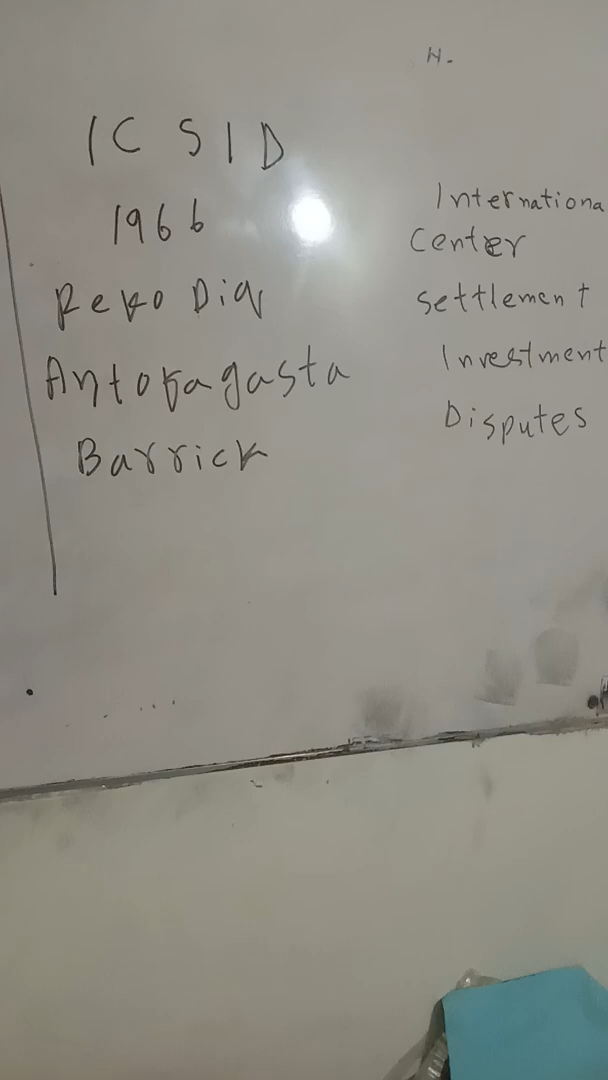 N.
ICSID
1966
Reko Diq
Antofagasta
Barrick
Internationa
Center
Settlement
Investment
Disputes